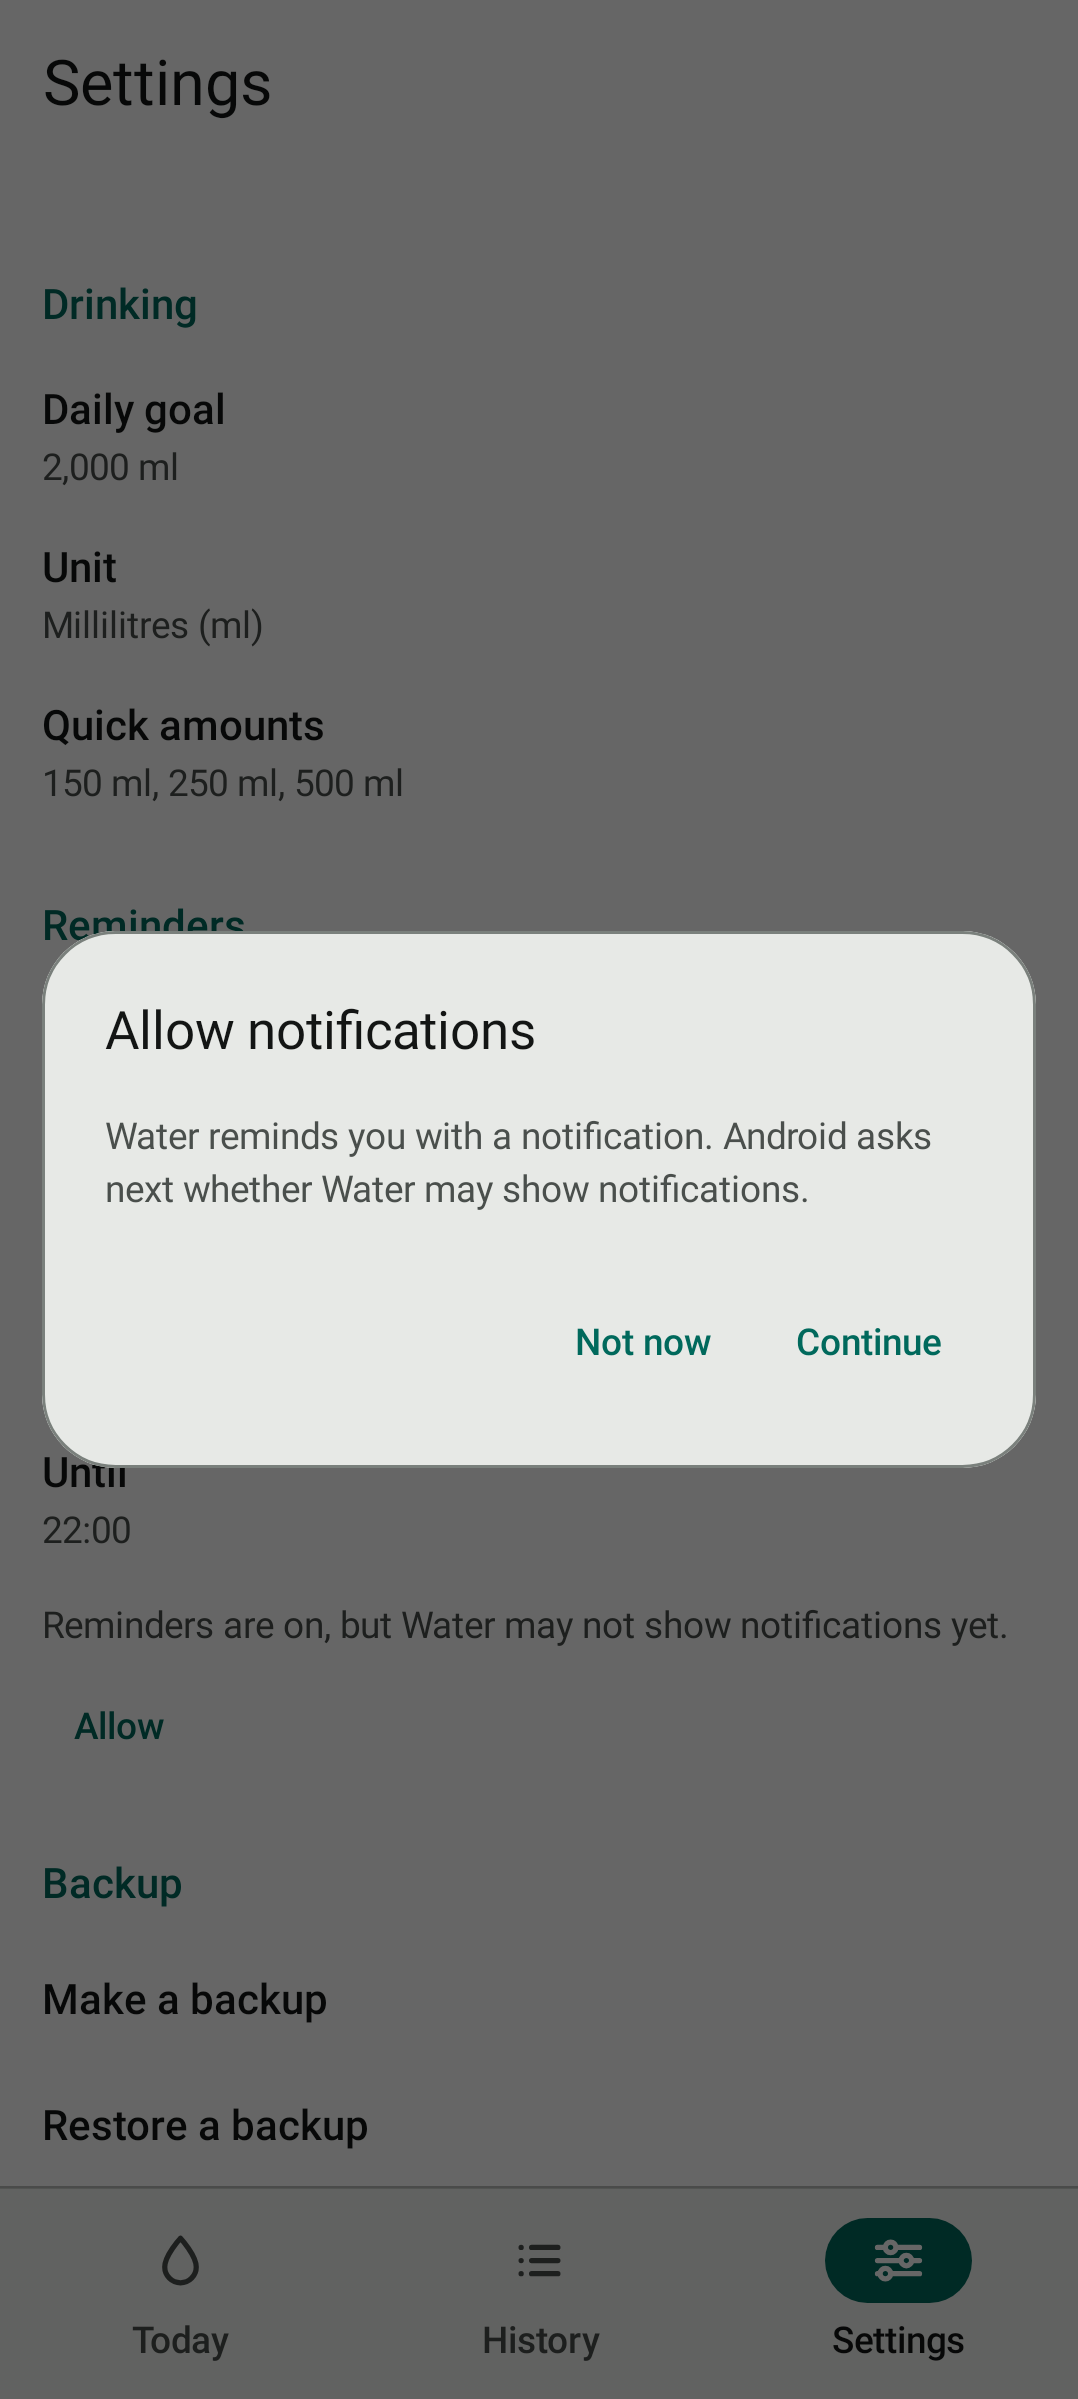 Settings
Drinking
Daily goal
2,000 ml
Unit
Millilitres (ml)
Quick amounts
150 ml, 250 ml, 500 ml
Reminders
Allow notifications
Water reminds you with a notification. Android asks
next whether Water may show notifications.
Not now
Continue
Until
22:00
Reminders are on, but Water may not show notifications yet.
Allow
Backup
Make a backup
Restore a backup
Today
History
Settings